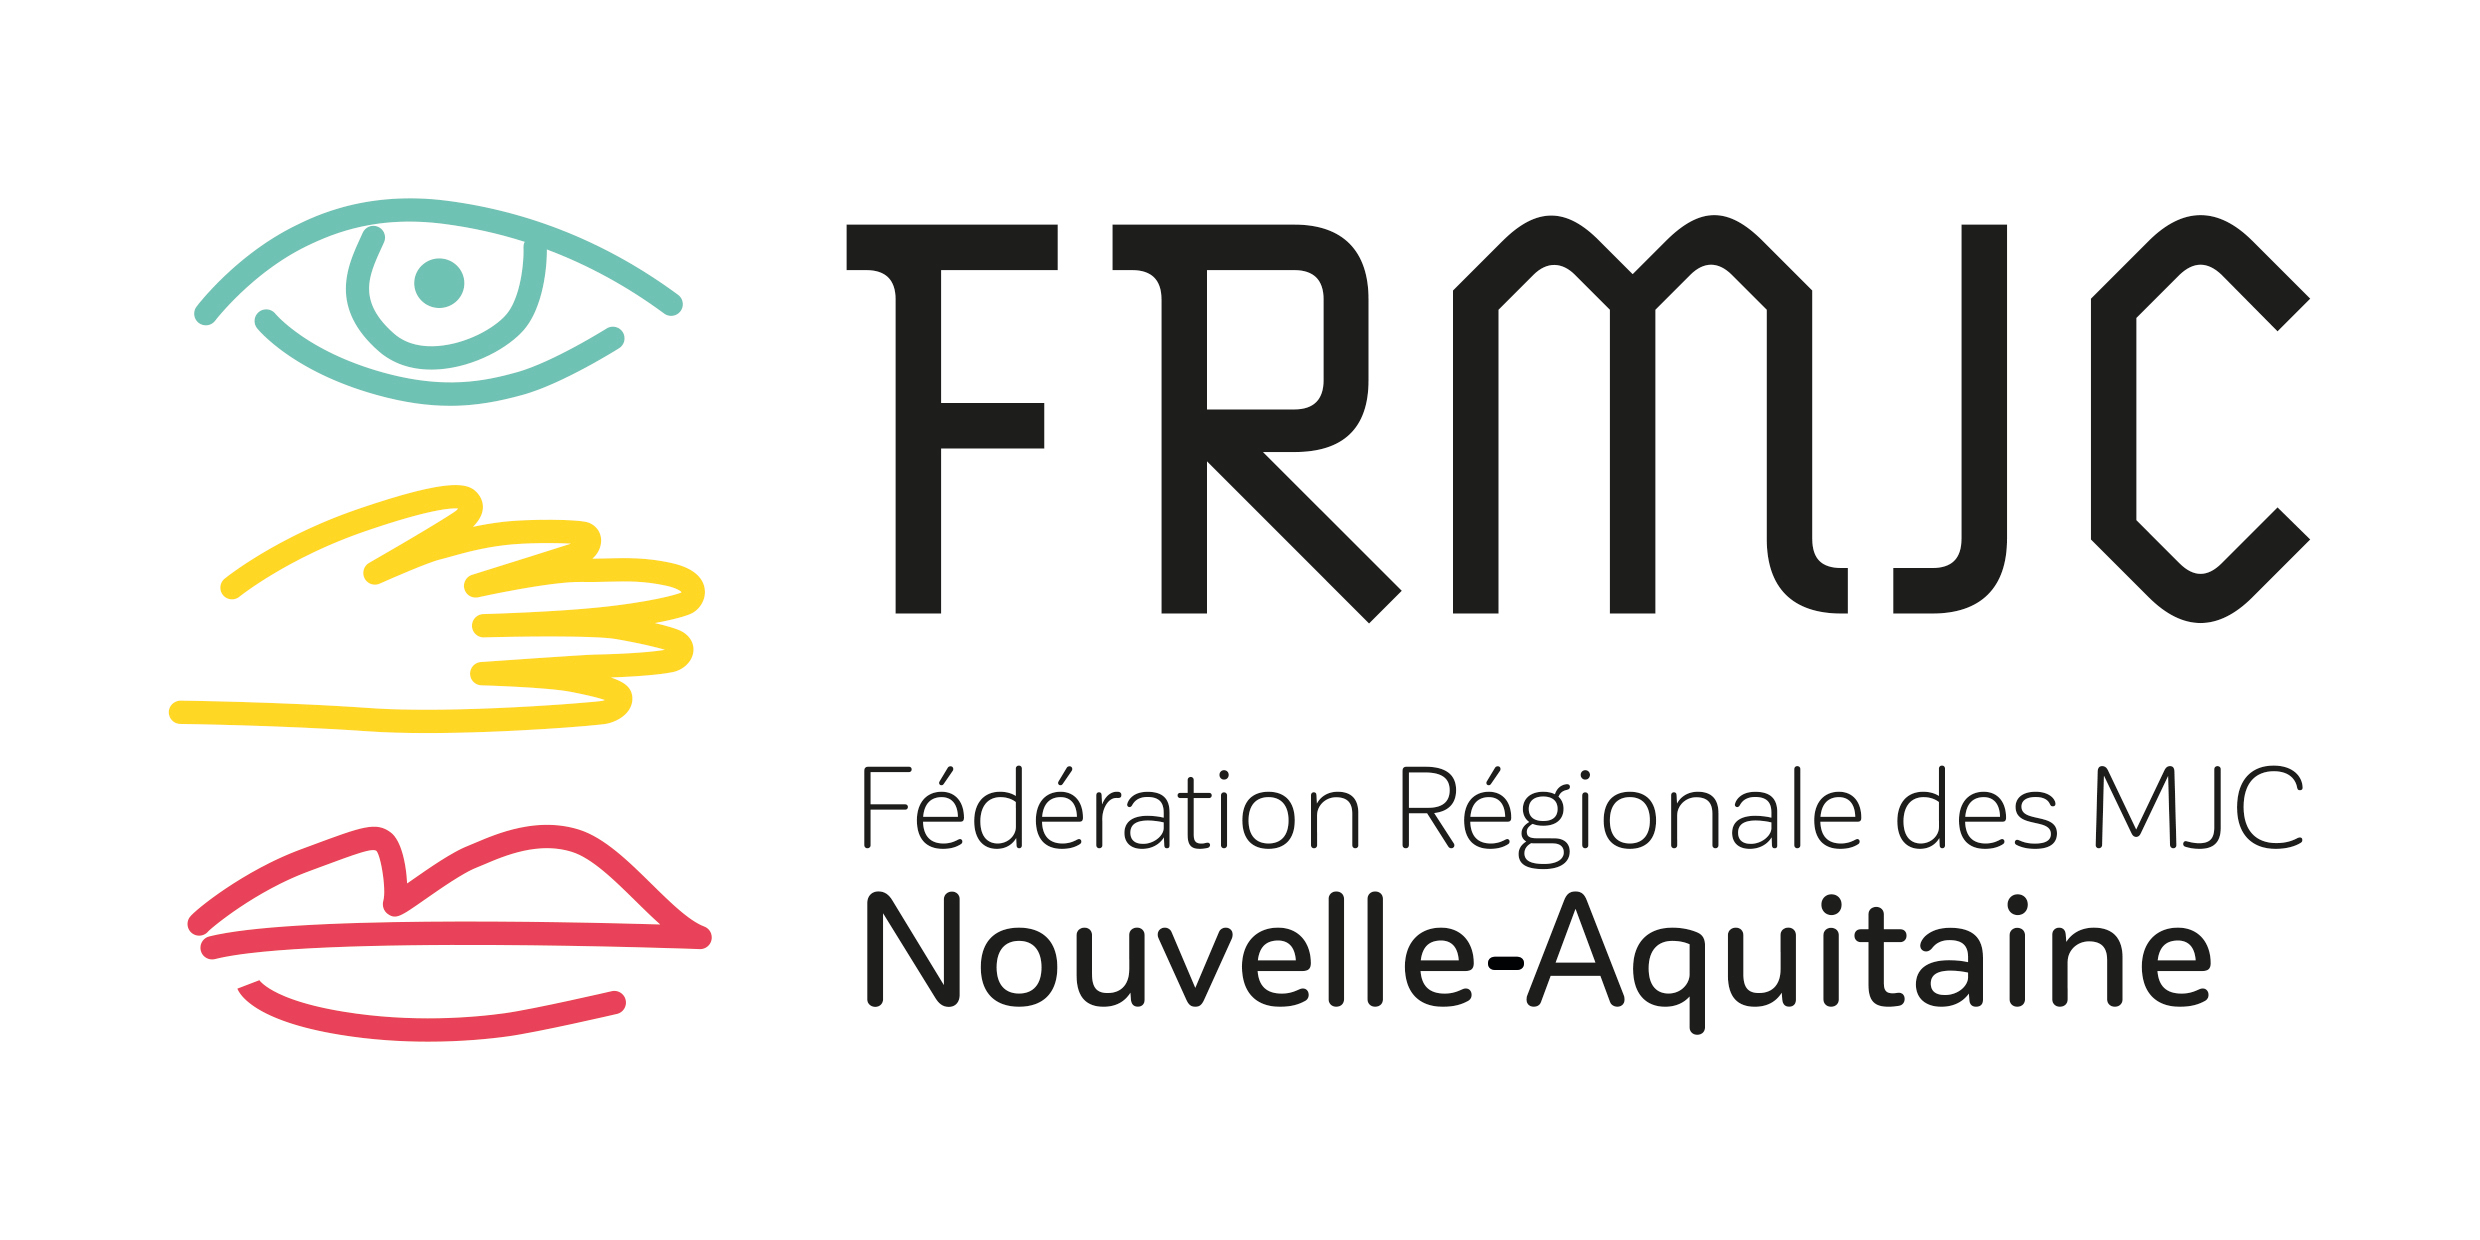 FRMJC
Fédération Régionale des MJC
Nouvelle-Aquitaine